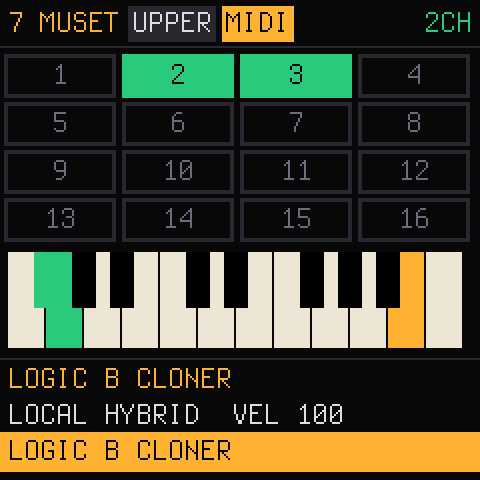 7 MUSET UPPER MIDI 2CH
1 2 3 4
5 6 7 8
9 10 11 12
13 14 15 16
LOGIC B CLONER
LOCAL HYBRID VEL 100
LOGIC B CLONER